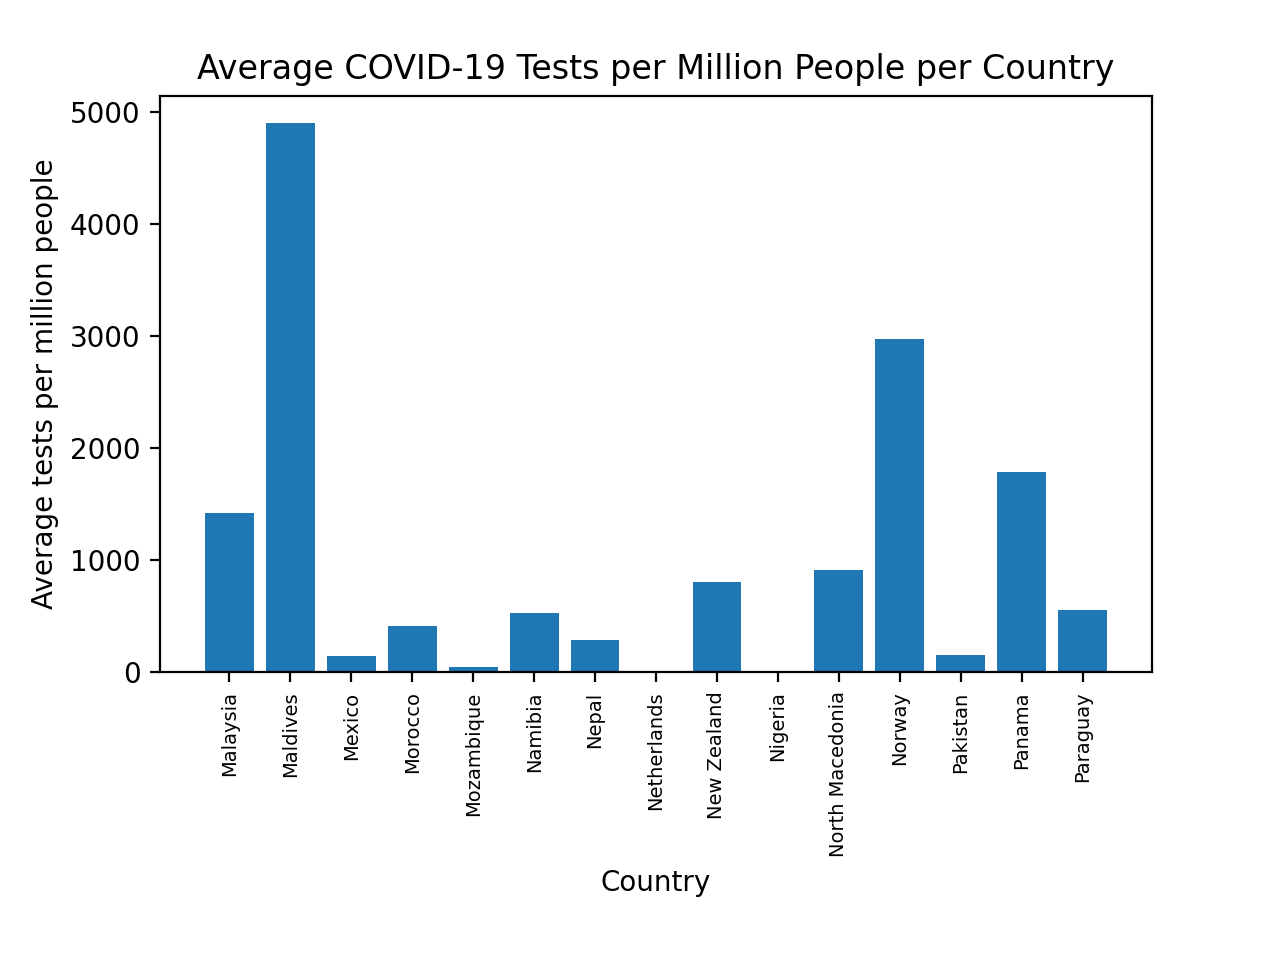 Average COVID-19 Tests per Million People per Country
Average tests per million people
5000
4000
3000
2000
1000
0
Malaysia
Maldives
Mexico
Morocco
Mozambique
Namibia
Nepal
Netherlands
New Zealand
Nigeria
North Macedonia
Norway
Pakistan
Panama
Paraguay
Country